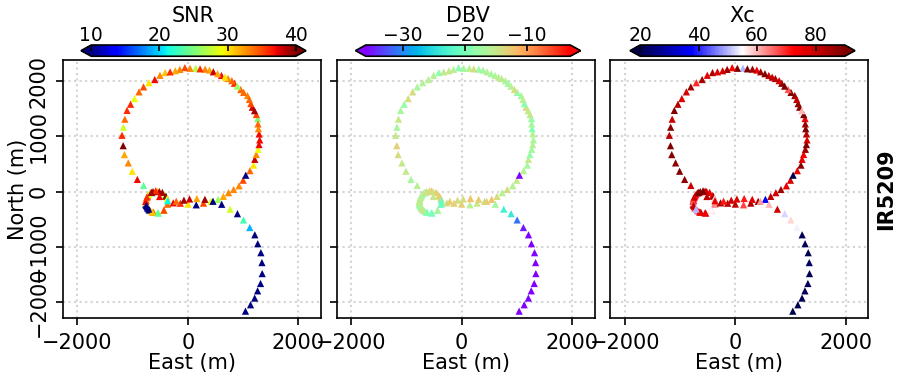 SNR DBV Xc
10 20 30 40 −30 −20 −10 20 40 60 80
2000
1000
0
−1000
−2000
North (m)
−2000 0 2000 −2000 0 2000 −2000 0 2000
East (m) East (m) East (m)
IR5209